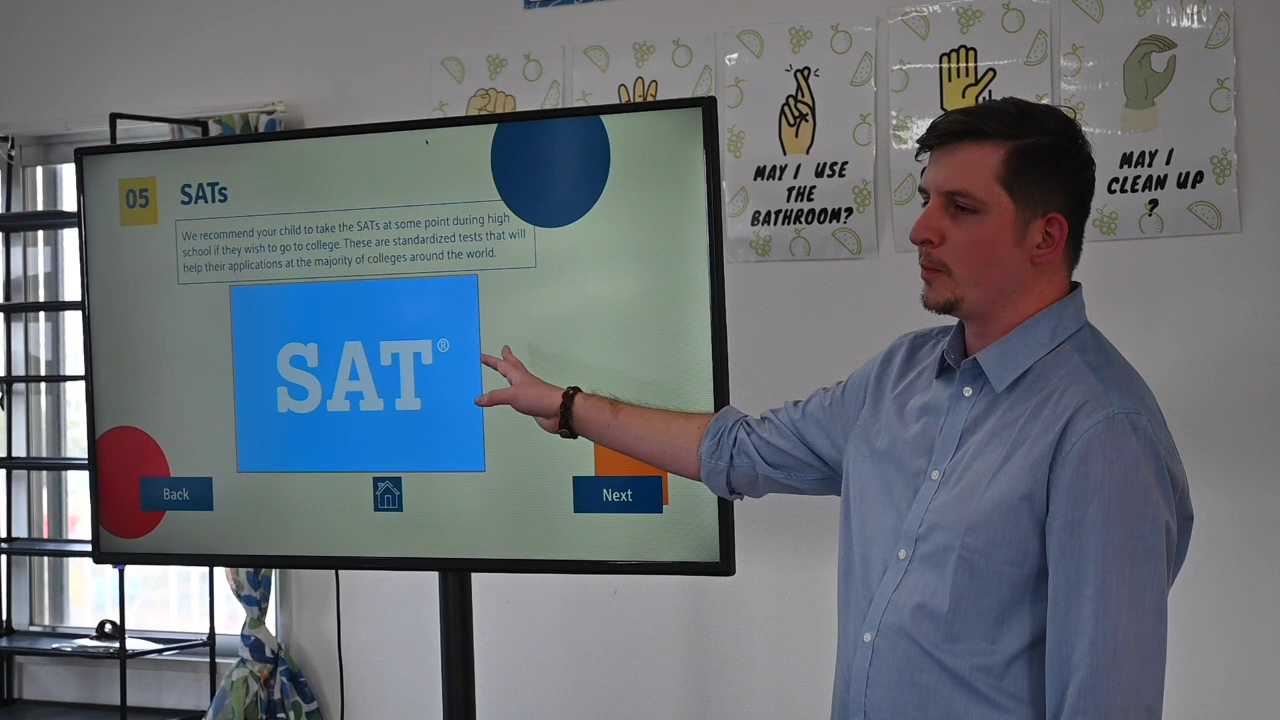 05
SATs
We recommend your child to take the SATs at some point during high
school if they wish to go to college. These are standardized tests that will
help their applications at the majority of colleges around the world.
SAT®
Back
Next
MAY I USE
THE
BATHROOM?
MAY I
CLEAN UP
?